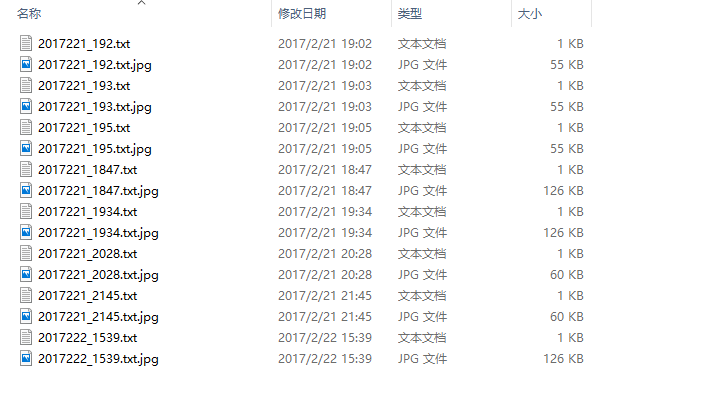 名称 修改日期 类型 大小
2017221_192.txt 2017/2/21 19:02 文本文档 1 KB
2017221_192.txt.jpg 2017/2/21 19:02 JPG 文件 55 KB
2017221_193.txt 2017/2/21 19:03 文本文档 1 KB
2017221_193.txt.jpg 2017/2/21 19:03 JPG 文件 55 KB
2017221_195.txt 2017/2/21 19:05 文本文档 1 KB
2017221_195.txt.jpg 2017/2/21 19:05 JPG 文件 55 KB
2017221_1847.txt 2017/2/21 18:47 文本文档 1 KB
2017221_1847.txt.jpg 2017/2/21 18:47 JPG 文件 126 KB
2017221_1934.txt 2017/2/21 19:34 文本文档 1 KB
2017221_1934.txt.jpg 2017/2/21 19:34 JPG 文件 126 KB
2017221_2028.txt 2017/2/21 20:28 文本文档 1 KB
2017221_2028.txt.jpg 2017/2/21 20:28 JPG 文件 60 KB
2017221_2145.txt 2017/2/21 21:45 文本文档 1 KB
2017221_2145.txt.jpg 2017/2/21 21:45 JPG 文件 60 KB
2017222_1539.txt 2017/2/22 15:39 文本文档 1 KB
2017222_1539.txt.jpg 2017/2/22 15:39 JPG 文件 126 KB